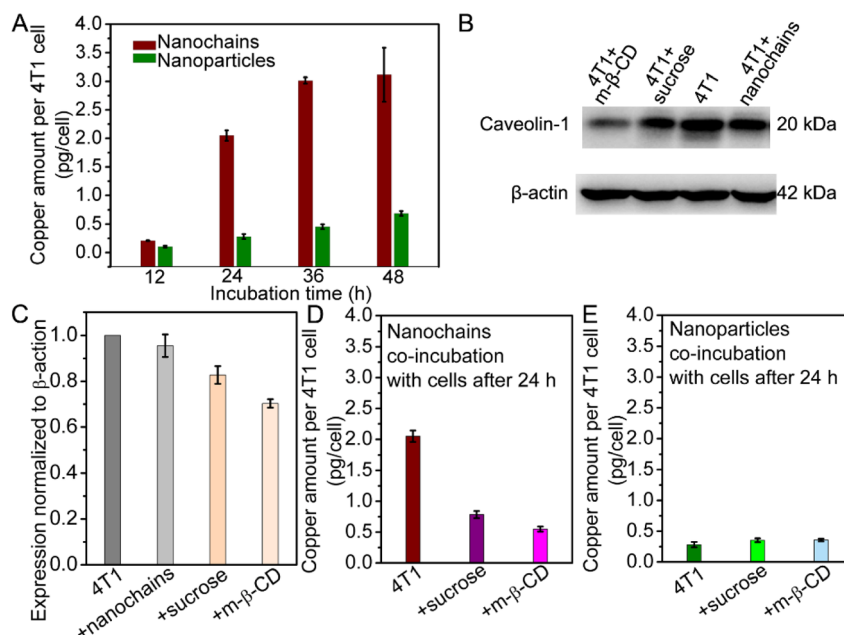 A
Copper amount per 4T1 cell
(pg/cell)
4.0
3.5
3.0
2.5
2.0
1.5
1.0
0.5
0.0
Nanochains
Nanoparticles
12
24
36
48
Incubation time (h)
B
4T1+
m-β-CD
4T1+
sucrose
4T1
4T1+
nanochains
Caveolin-1
20 kDa
β-actin
42 kDa
C
Expression normalized to β-action
1.0
0.8
0.6
0.4
0.2
0.0
4T1
+nanochains
+sucrose
+m-β-CD
D
Copper amount per 4T1 cell
(pg/cell)
4.0
3.5
3.0
2.5
2.0
1.5
1.0
0.5
0.0
Nanochains
co-incubation
with cells after 24 h
4T1
+sucrose
+m-β-CD
E
Copper amount per 4T1 cell
(pg/cell)
4.0
3.5
3.0
2.5
2.0
1.5
1.0
0.5
0.0
Nanoparticles
co-incubation
with cells after 24 h
4T1
+sucrose
+m-β-CD